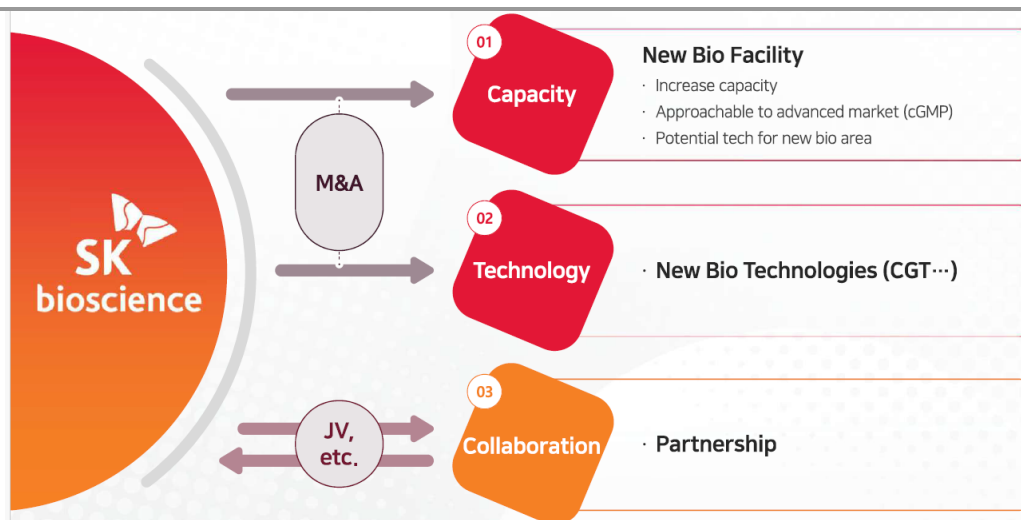 SK
bioscience
M&A
JV,
etc.
01
Capacity
New Bio Facility
· Increase capacity
· Approachable to advanced market (cGMP)
· Potential tech for new bio area
02
Technology
· New Bio Technologies (CGT···)
03
Collaboration
· Partnership